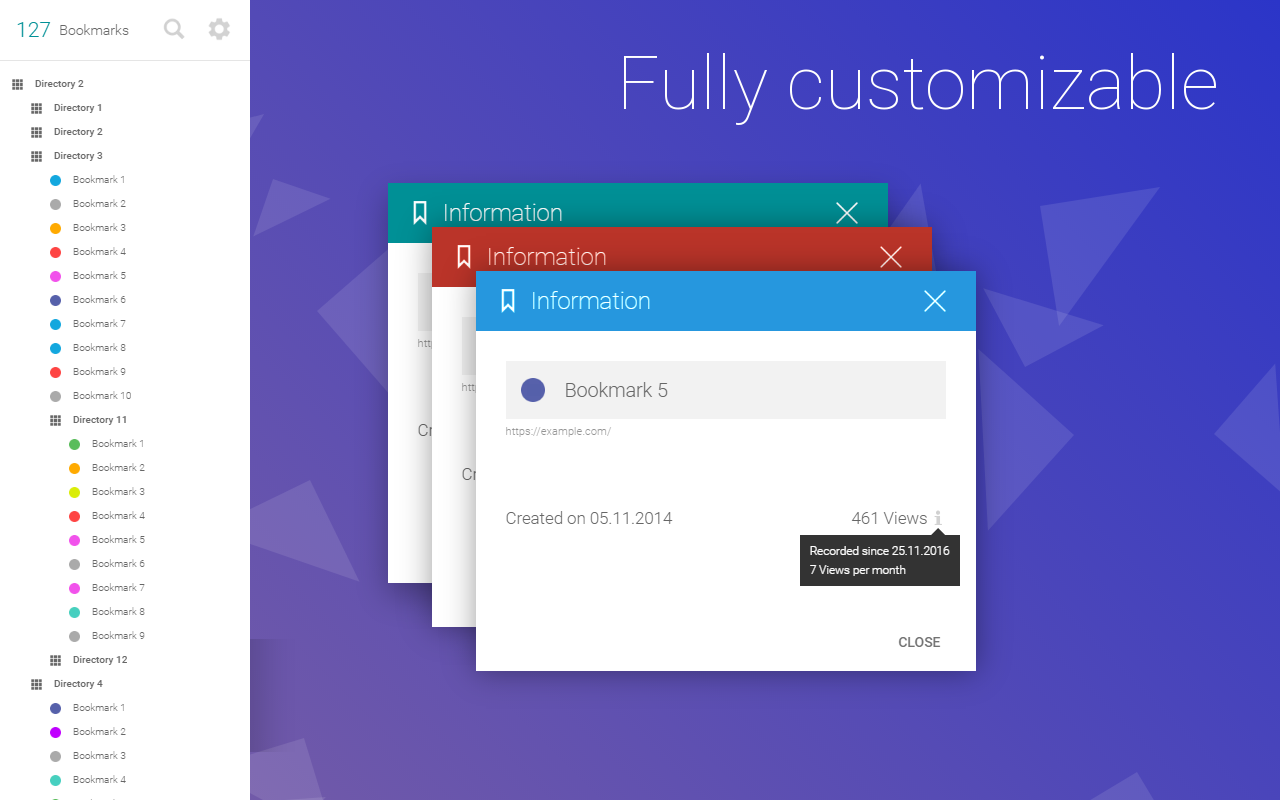 127 Bookmarks
Directory 2
Directory 1
Directory 2
Directory 3
Bookmark 1
Bookmark 2
Bookmark 3
Bookmark 4
Bookmark 5
Bookmark 6
Bookmark 7
Bookmark 8
Bookmark 9
Bookmark 10
Directory 11
Bookmark 1
Bookmark 2
Bookmark 3
Bookmark 4
Bookmark 5
Bookmark 6
Bookmark 7
Bookmark 8
Bookmark 9
Directory 12
Directory 4
Bookmark 1
Bookmark 2
Bookmark 3
Bookmark 4
Fully customizable
Information
Information
Information
Bookmark 5
https://example.com/
Created on 05.11.2014
461 Views
Recorded since 25.11.2016
7 Views per month
CLOSE